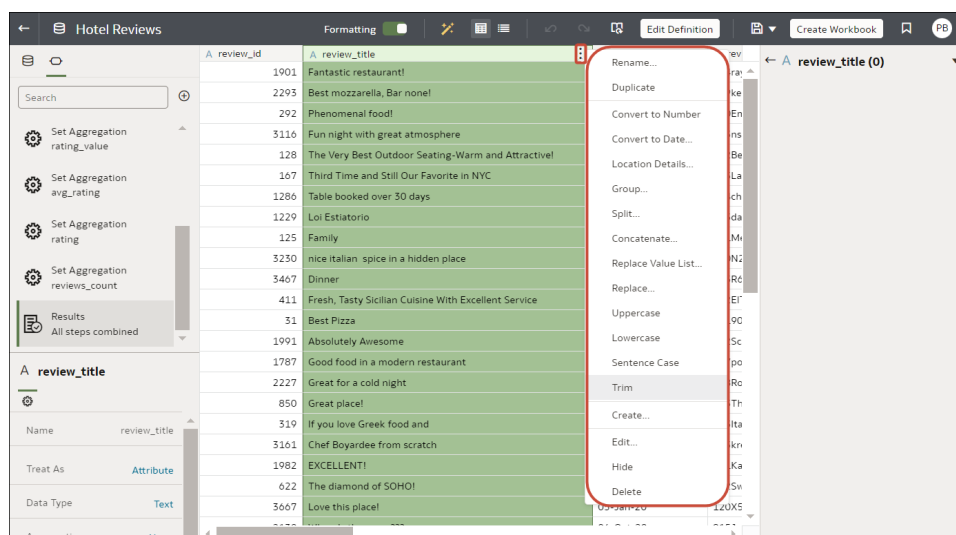 Hotel Reviews
Formatting
Edit Definition
Create Workbook
PB
Search
Set Aggregation
rating_value
Set Aggregation
avg_rating
Set Aggregation
rating
Set Aggregation
reviews_count
Results
All steps combined
A review_title
Name review_title
Treat As Attribute
Data Type Text
A review_id A review_title
1901 Fantastic restaurant!
2293 Best mozzarella, Bar none!
292 Phenomenal food!
3116 Fun night with great atmosphere
128 The Very Best Outdoor Seating-Warm and Attractive!
167 Third Time and Still Our Favorite in NYC
1286 Table booked over 30 days
1229 Loi Estiatorio
125 Family
3230 nice italian spice in a hidden place
3467 Dinner
411 Fresh, Tasty Sicilian Cuisine With Excellent Service
31 Best Pizza
1991 Absolutely Awesome
1787 Good food in a modern restaurant
2227 Great for a cold night
850 Great place!
319 If you love Greek food and
3161 Chef Boyardee from scratch
1982 EXCELLENT!
622 The diamond of SOHO!
3667 Love this place!
Rename...
Duplicate
Convert to Number
Convert to Date...
Location Details...
Group...
Split...
Concatenate...
Replace Value List...
Replace...
Uppercase
Lowercase
Sentence Case
Trim
Create...
Edit...
Hide
Delete
A review_title (0)